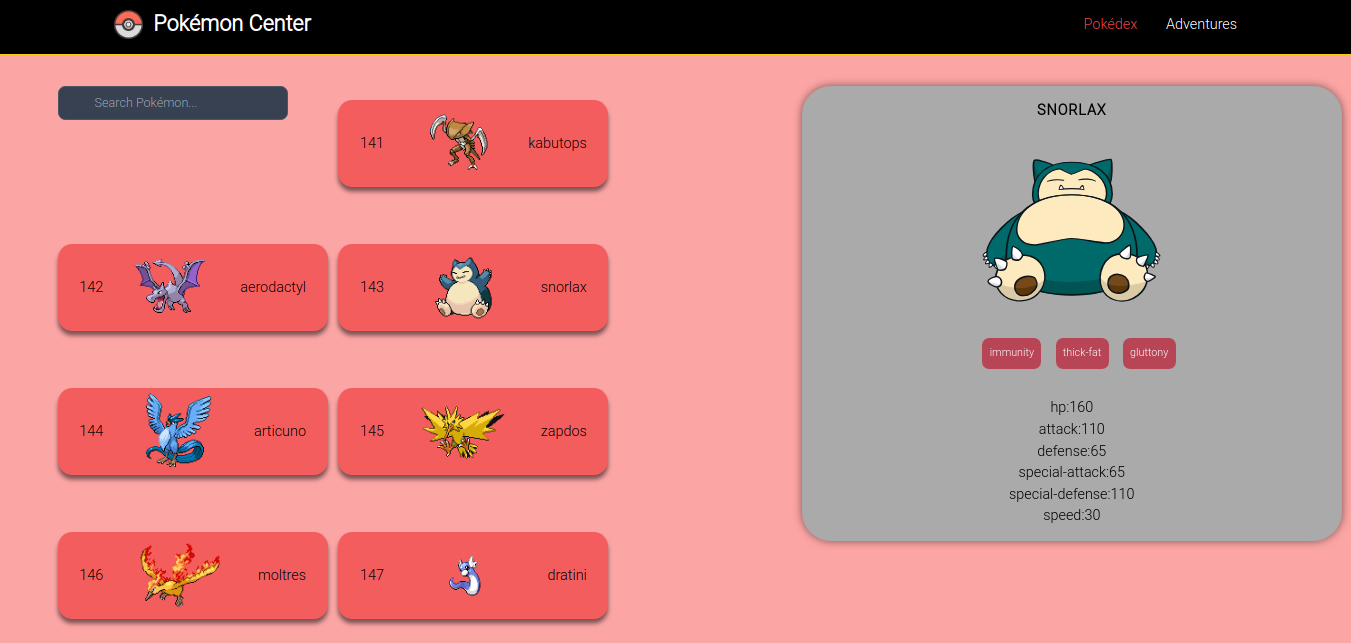 Pokémon Center
Pokédex
Adventures
Search Pokémon...
141
kabutops
142
aerodactyl
143
snorlax
144
articuno
145
zapdos
146
moltres
147
dratini
SNORLAX
immunity
thick-fat
gluttony
hp:160
attack:110
defense:65
special-attack:65
special-defense:110
speed:30